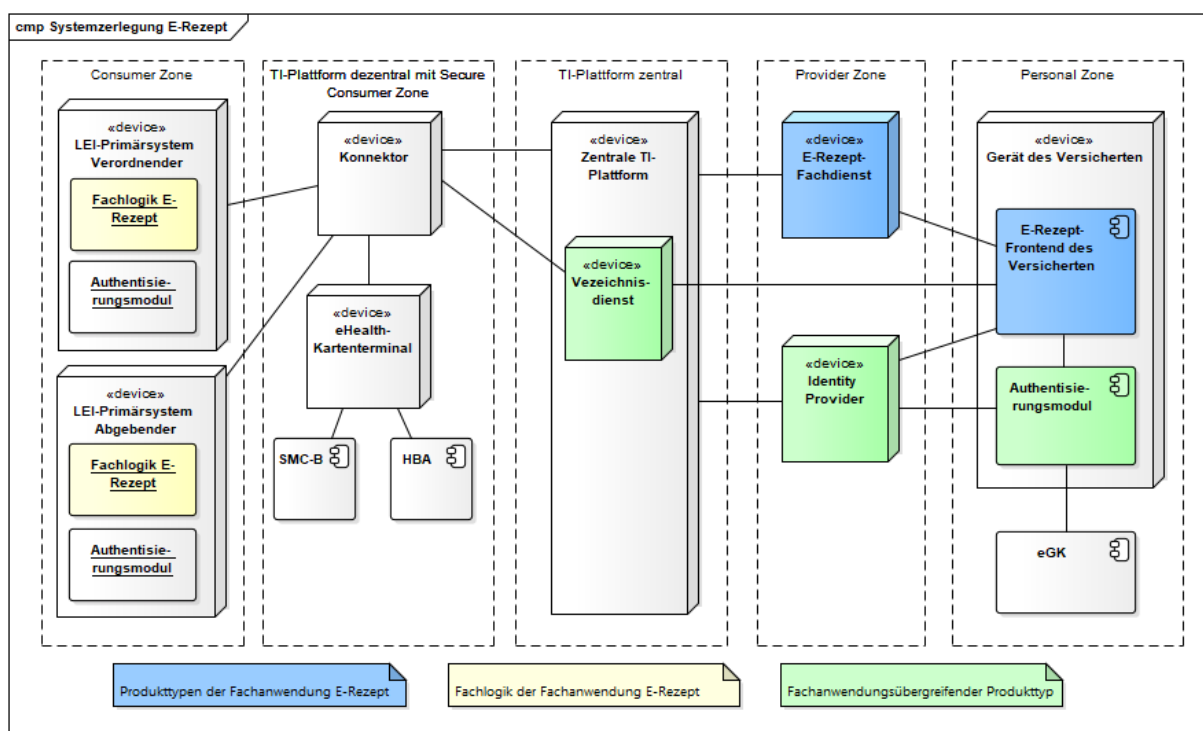 cmp Systemzerlegung E-Rezept
Consumer Zone
«device»
LEI-Primärsystem
Verordnender
Fachlogik E-
Rezept
Authentisie-
rungsmodul
«device»
LEI-Primärsystem
Abgebender
Fachlogik E-
Rezept
Authentisie-
rungsmodul
TI-Plattform dezentral mit Secure
Consumer Zone
«device»
Konnektor
«device»
eHealth-
Kartenterminal
SMC-B
HBA
TI-Plattform zentral
«device»
Zentrale TI-
Plattform
«device»
Vezeichnis-
dienst
Provider Zone
«device»
E-Rezept-
Fachdienst
«device»
Identity
Provider
Personal Zone
«device»
Gerät des Versicherten
E-Rezept-
Frontend des
Versicherten
Authentisie-
rungsmodul
eGK
Produkttypen der Fachanwendung E-Rezept
Fachlogik der Fachanwendung E-Rezept
Fachanwendungsübergreifender Produkttyp